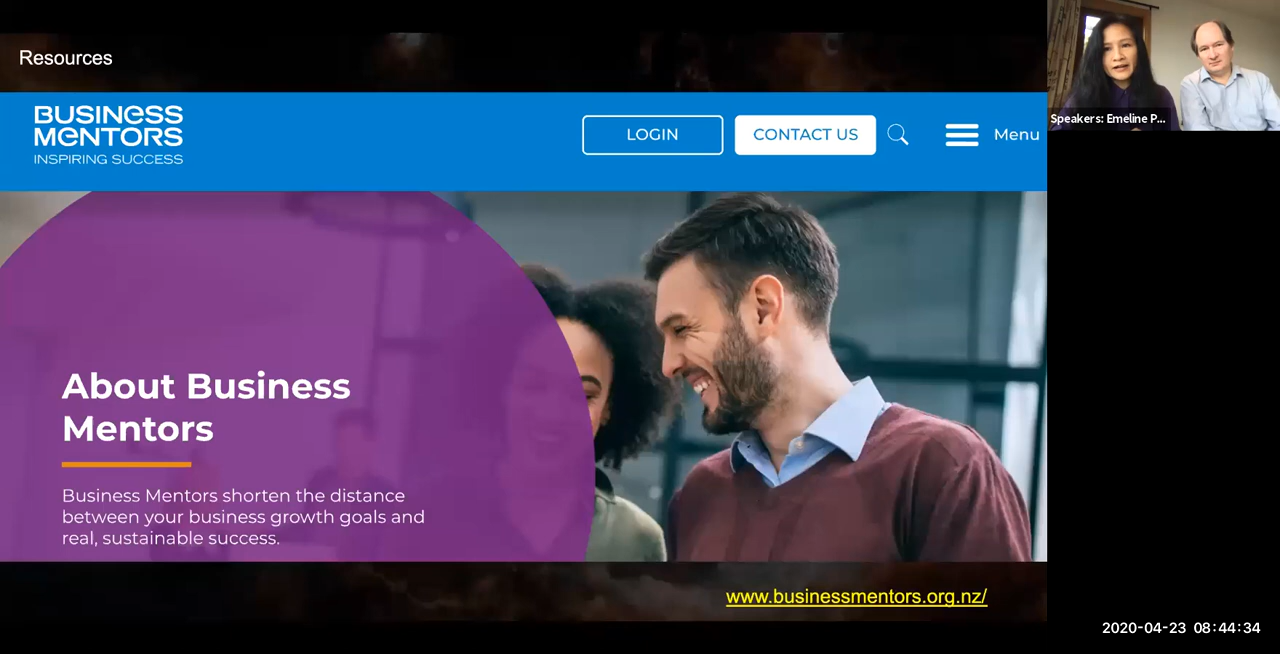 Resources
BUSINESS
MENTORS
INSPIRING SUCCESS
LOGIN
CONTACT US
Menu
About Business
Mentors
Business Mentors shorten the distance
between your business growth goals and
real, sustainable success.
www.businessmentors.org.nz/
Speakers: Emeline P...
2020-04-23 08:44:34